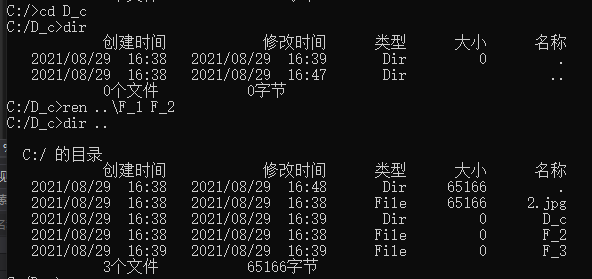 C:/>cd D_c
C:/D_c>dir
创建时间 修改时间 类型 大小 名称
2021/08/29 16:38 2021/08/29 16:39 Dir 0 .
2021/08/29 16:38 2021/08/29 16:47 Dir ..
0个文件 0字节
C:/D_c>ren ..\F_1 F_2
C:/D_c>dir ..
C:/ 的目录
创建时间 修改时间 类型 大小 名称
2021/08/29 16:38 2021/08/29 16:48 Dir 65166 .
2021/08/29 16:38 2021/08/29 16:38 File 65166 2.jpg
2021/08/29 16:38 2021/08/29 16:39 Dir 0 D_c
2021/08/29 16:38 2021/08/29 16:38 File 0 F_2
2021/08/29 16:39 2021/08/29 16:39 File 0 F_3
3个文件 65166字节